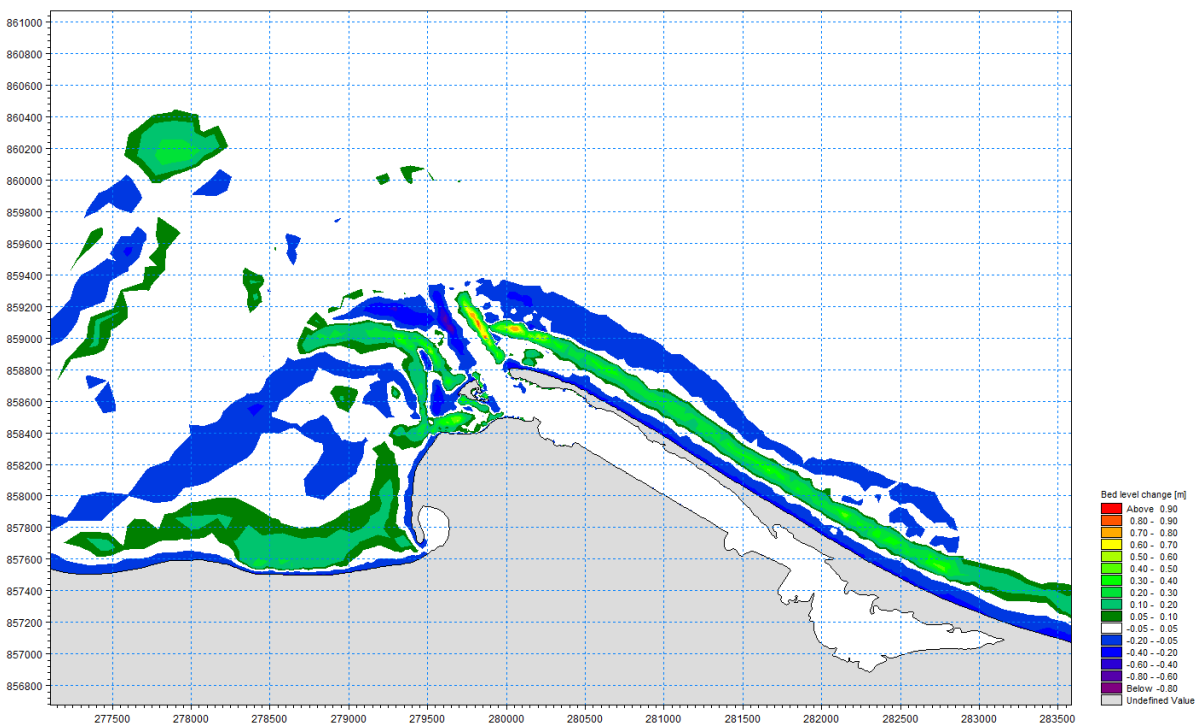 861000
860800
860600
860400
860200
860000
859800
859600
859400
859200
859000
858800
858600
858400
858200
858000
857800
857600
857400
857200
857000
856800
277500 278000 278500 279000 279500 280000 280500 281000 281500 282000 282500 283000 283500
Bed level change [m]
Above 0.90
0.80 - 0.90
0.70 - 0.80
0.60 - 0.70
0.50 - 0.60
0.40 - 0.50
0.30 - 0.40
0.20 - 0.30
0.10 - 0.20
0.05 - 0.10
-0.05 - 0.05
-0.20 - -0.05
-0.40 - -0.20
-0.60 - -0.40
-0.80 - -0.60
Below -0.80
Undefined Value